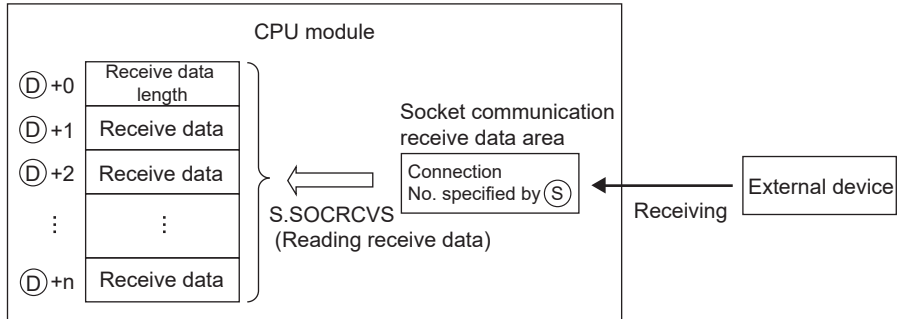 CPU module
Ⓓ+0
Receive data
length
Ⓓ+1
Receive data
Ⓓ+2
Receive data
⋮
⋮
Ⓓ+n
Receive data
S.SOCRCVS
(Reading receive data)
Socket communication
receive data area
Connection
No. specified by Ⓢ
Receiving
External device